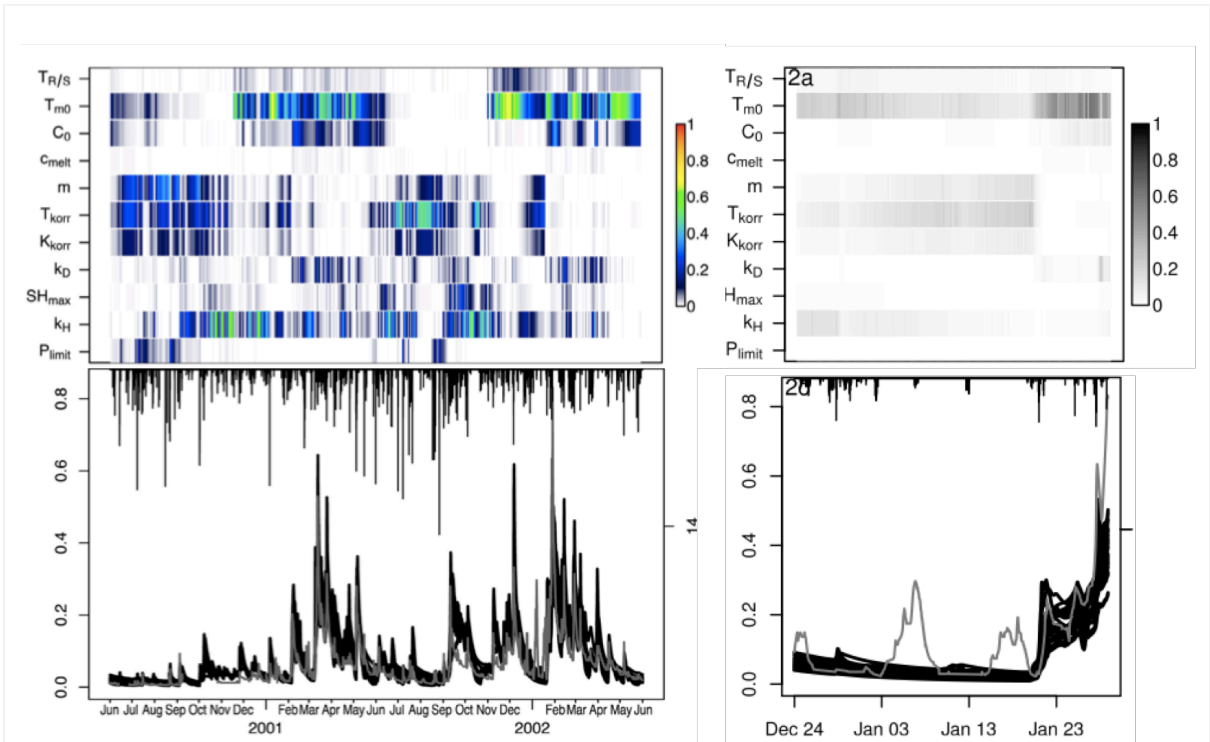 T_R/S
T_m0
C_0
c_melt
m
T_korr
K_korr
k_D
SH_max
k_H
P_limit
1
0.8
0.6
0.4
0.2
0
2a
T_R/S
T_m0
C_0
c_melt
m
T_korr
K_korr
k_D
H_max
k_H
P_limit
1
0.8
0.6
0.4
0.2
0
0.8
0.6
0.4
0.2
0.0
14
Jun Jul Aug Sep Oct Nov Dec Feb Mar Apr May Jun Jul Aug Sep Oct Nov Dec Feb Mar Apr May Jun
2001 2002
0.8
0.6
0.4
0.2
0.0
Dec 24 Jan 03 Jan 13 Jan 23